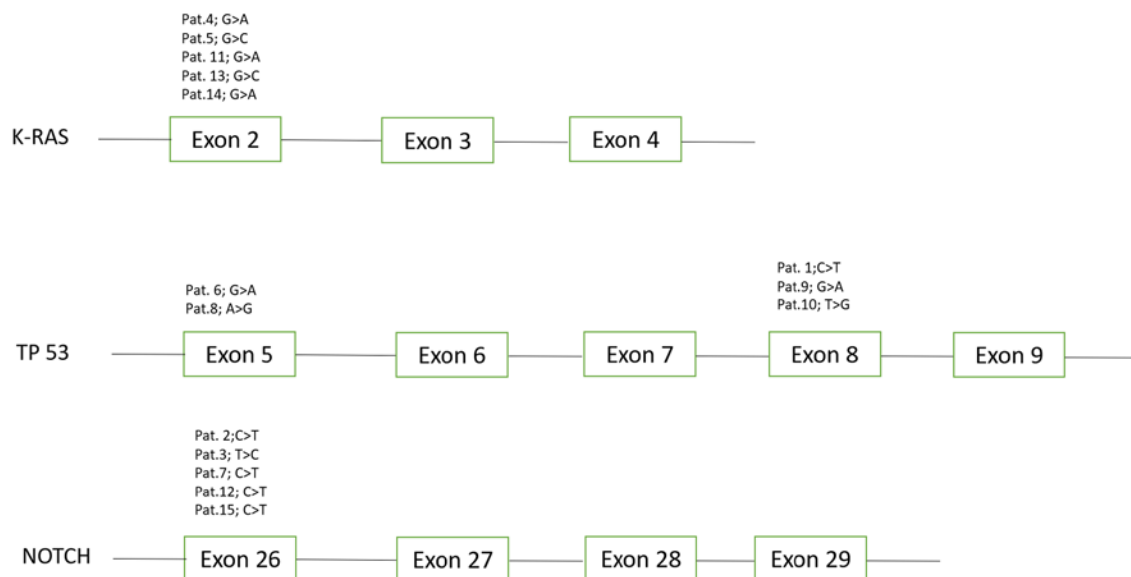 Pat.4; G>A
Pat.5; G>C
Pat. 11; G>A
Pat. 13; G>C
Pat.14; G>A
K-RAS
Exon 2
Exon 3
Exon 4
Pat. 6; G>A
Pat.8; A>G
Pat. 1;C>T
Pat.9; G>A
Pat.10; T>G
TP 53
Exon 5
Exon 6
Exon 7
Exon 8
Exon 9
Pat. 2;C>T
Pat.3; T>C
Pat.7; C>T
Pat.12; C>T
Pat.15; C>T
NOTCH
Exon 26
Exon 27
Exon 28
Exon 29